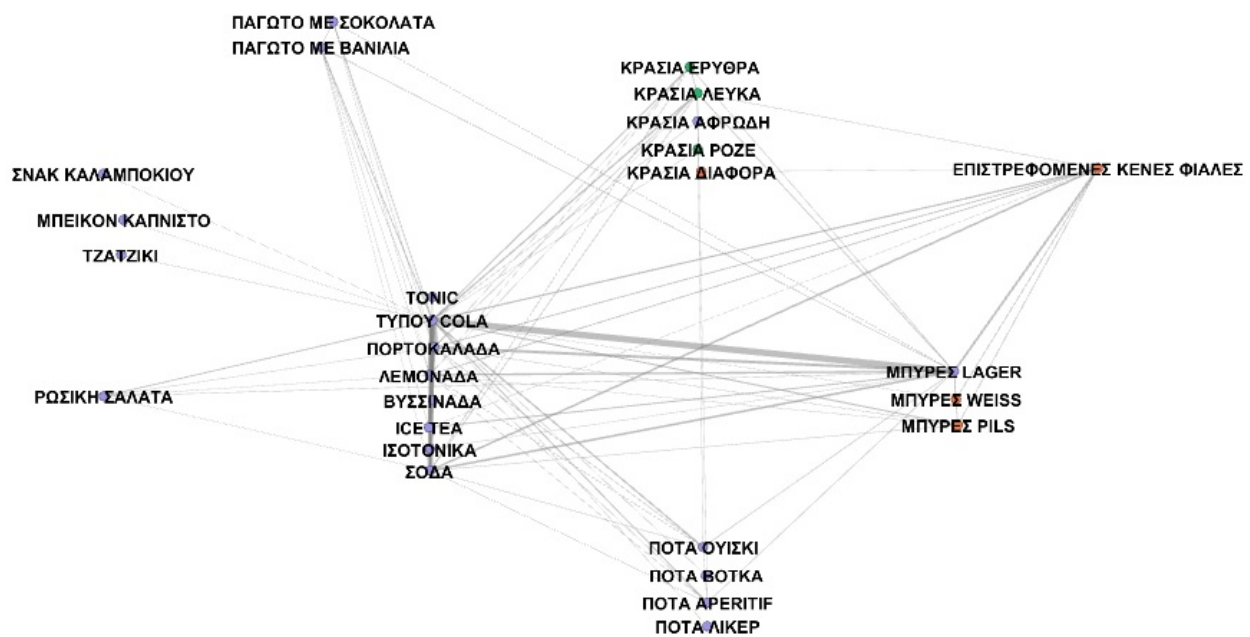 ΠΑΓΩΤΟ ΜΕ ΣΟΚΟΛΑΤΑ
ΠΑΓΩΤΟ ΜΕ ΒΑΝΙΛΙΑ
ΚΡΑΣΙΑ ΕΡΥΘΡΑ
ΚΡΑΣΙΑ ΛΕΥΚΑ
ΚΡΑΣΙΑ ΑΦΡΩΔΗ
ΚΡΑΣΙΑ ΡΟΖΕ
ΚΡΑΣΙΑ ΔΙΑΦΟΡΑ
ΕΠΙΣΤΡΕΦΟΜΕΝΕΣ ΚΕΝΕΣ ΦΙΑΛΕΣ
ΣΝΑΚ ΚΑΛΑΜΠΟΚΙΟΥ
ΜΠΕΙΚΟΝ ΚΑΠΝΙΣΤΟ
ΤΖΑΤΖΙΚΙ
TONIC
ΤΥΠΟΥ COLA
ΠΟΡΤΟΚΑΛΑΔΑ
ΛΕΜΟΝΑΔΑ
ΒΥΣΣΙΝΑΔΑ
ICE TEA
ΙΣΟΤΟΝΙΚΑ
ΣΟΔΑ
ΡΩΣΙΚΗ ΣΑΛΑΤΑ
ΜΠΥΡΕΣ LAGER
ΜΠΥΡΕΣ WEISS
ΜΠΥΡΕΣ PILS
ΠΟΤΑ ΟΥΙΣΚΙ
ΠΟΤΑ ΒΟΤΚΑ
ΠΟΤΑ APERITIF
ΠΟΤΑ ΛΙΚΕΡ